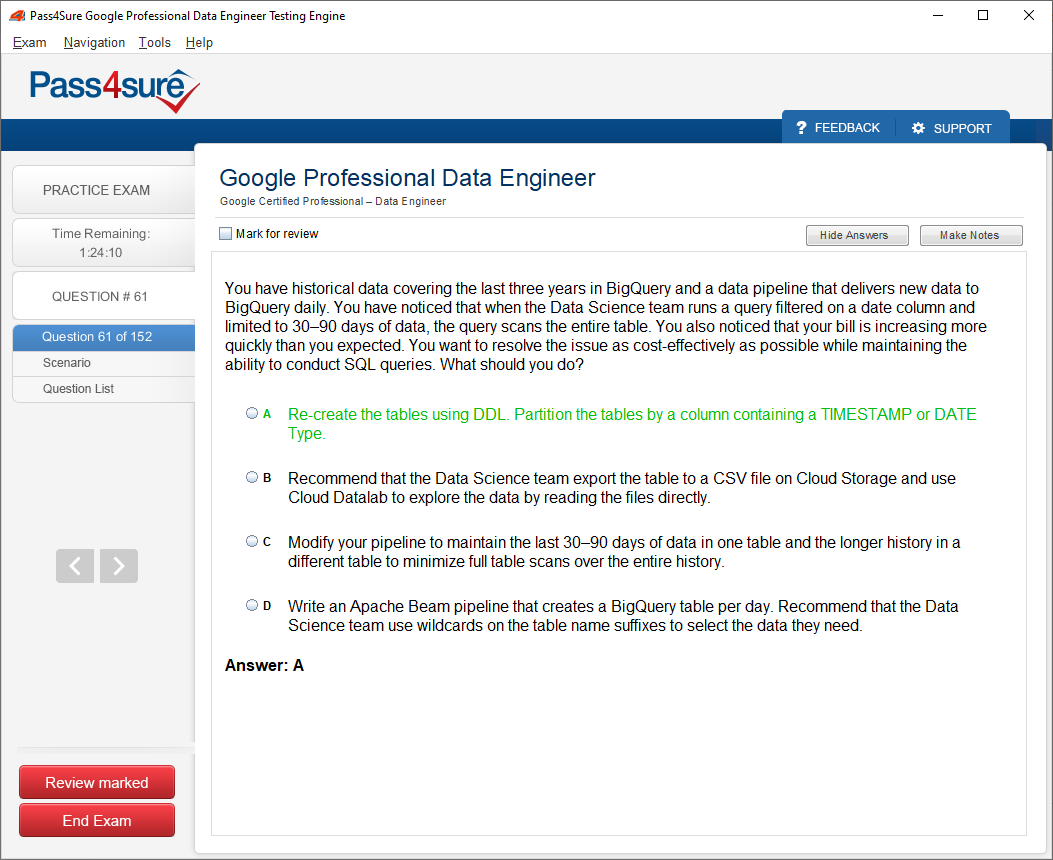 Pass4Sure Google Professional Data Engineer Testing Engine
Exam Navigation Tools Help
Pass4sure
? FEEDBACK SUPPORT
PRACTICE EXAM
Time Remaining:
1:24:10
QUESTION # 61
Question 61 of 152
Scenario
Question List
Review marked
End Exam
Google Professional Data Engineer
Google Certified Professional – Data Engineer
Mark for review
Hide Answers
Make Notes
You have historical data covering the last three years in BigQuery and a data pipeline that delivers new data to
BigQuery daily. You have noticed that when the Data Science team runs a query filtered on a date column and
limited to 30–90 days of data, the query scans the entire table. You also noticed that your bill is increasing more
quickly than you expected. You want to resolve the issue as cost-effectively as possible while maintaining the
ability to conduct SQL queries. What should you do?
A Re-create the tables using DDL. Partition the tables by a column containing a TIMESTAMP or DATE
Type.
B Recommend that the Data Science team export the table to a CSV file on Cloud Storage and use
Cloud Datalab to explore the data by reading the files directly.
C Modify your pipeline to maintain the last 30–90 days of data in one table and the longer history in a
different table to minimize full table scans over the entire history.
D Write an Apache Beam pipeline that creates a BigQuery table per day. Recommend that the Data
Science team use wildcards on the table name suffixes to select the data they need.
Answer: A